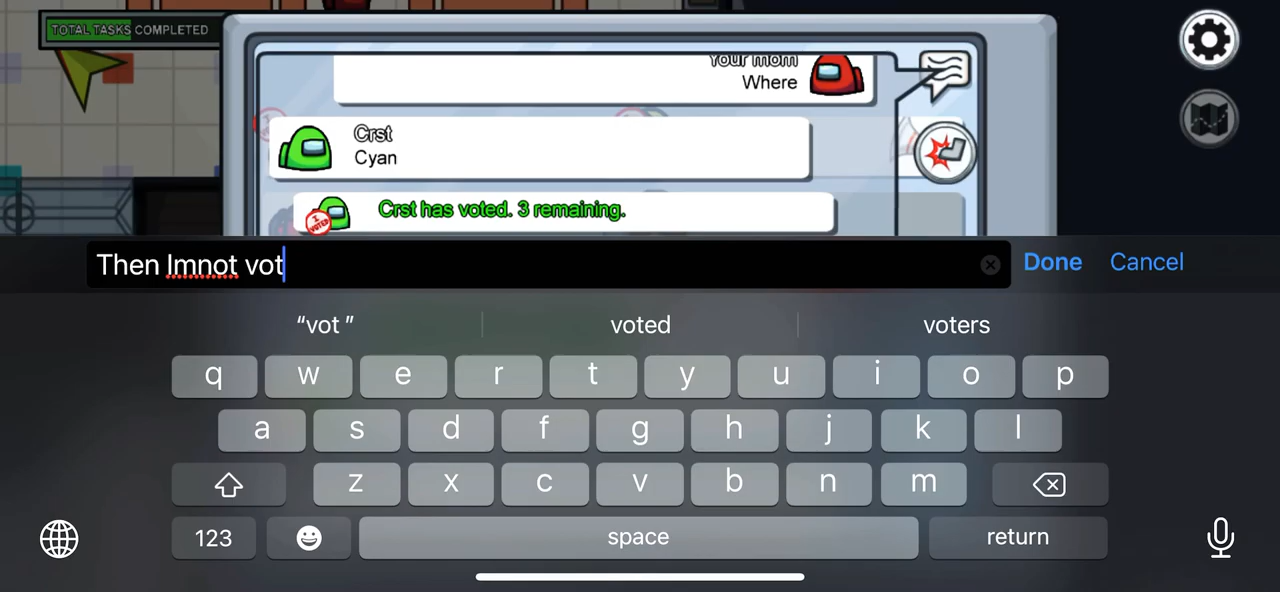 TOTAL TASKS COMPLETED
Your mom
Where
Crst
Cyan
I VOTED
Crst has voted. 3 remaining.
Then Imnot vot
Done
Cancel
“vot ”
voted
voters
q w e r t y u i o p
a s d f g h j k l
z x c v b n m
123
space
return